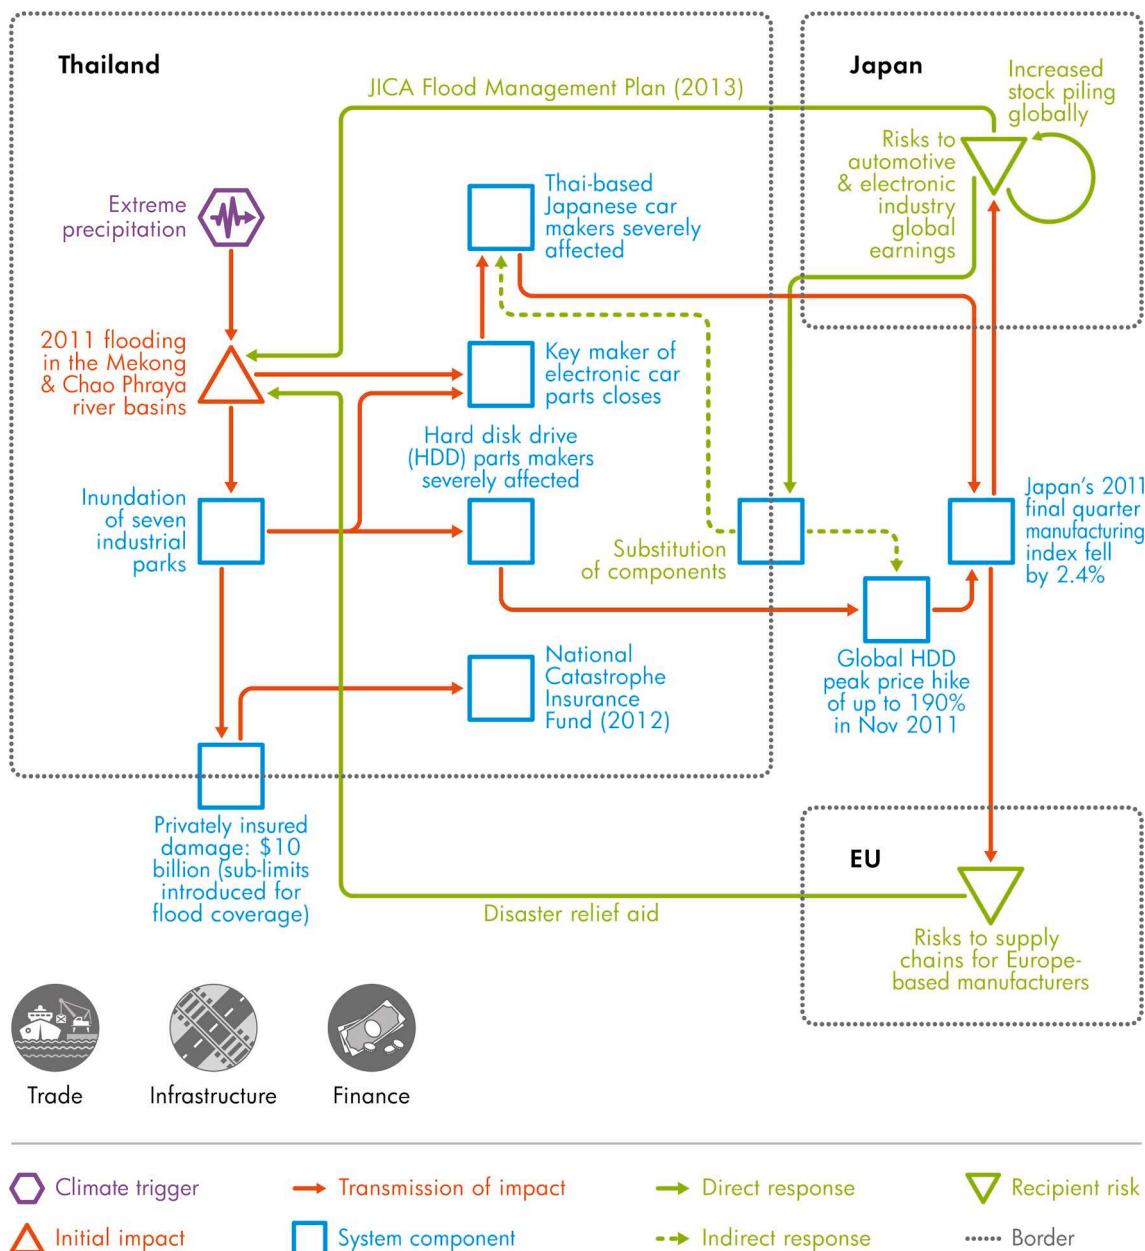 Thailand
Japan
JICA Flood Management Plan (2013)
Increased
stock piling
globally
Risks to
automotive
& electronic
industry
global
earnings
Extreme
precipitation
Thai-based
Japanese car
makers severely
affected
2011 flooding
in the Mekong
& Chao Phraya
river basins
Key maker of
electronic car
parts closes
Hard disk drive
(HDD) parts makers
severely affected
Inundation
of seven
industrial
parks
Substitution
of components
Japan's 2011
final quarter
manufacturing
index fell
by 2.4%
National
Catastrophe
Insurance
Fund (2012)
Global HDD
peak price hike
of up to 190%
in Nov 2011
Privately insured
damage: $10
billion (sub-limits
introduced for
flood coverage)
EU
Disaster relief aid
Risks to supply
chains for Europe-
based manufacturers
Trade
Infrastructure
Finance
Climate trigger
Transmission of impact
Direct response
Recipient risk
Initial impact
System component
Indirect response
Border